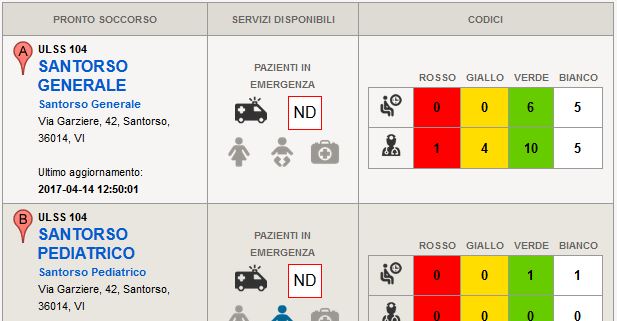 PRONTO SOCCORSO SERVIZI DISPONIBILI CODICI
A ULSS 104
SANTORSO
GENERALE
Santorso Generale
Via Garziere, 42, Santorso,
36014, VI
Ultimo aggiornamento:
2017-04-14 12:50:01
PAZIENTI IN
EMERGENZA
ND
ROSSO GIALLO VERDE BIANCO
0 0 6 5
1 4 10 5
B ULSS 104
SANTORSO
PEDIATRICO
Santorso Pediatrico
Via Garziere, 42, Santorso,
36014, VI
PAZIENTI IN
EMERGENZA
ND
ROSSO GIALLO VERDE BIANCO
0 0 1 1
0 0 0 0